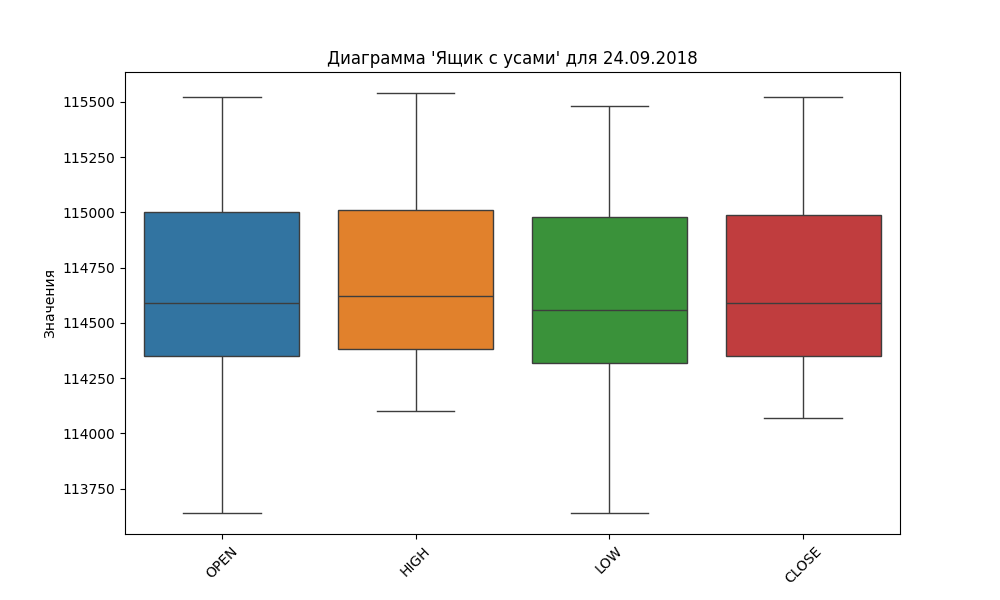 Диаграмма 'Ящик с усами' для 24.09.2018
Значения
115500
115250
115000
114750
114500
114250
114000
113750
OPEN
HIGH
LOW
CLOSE